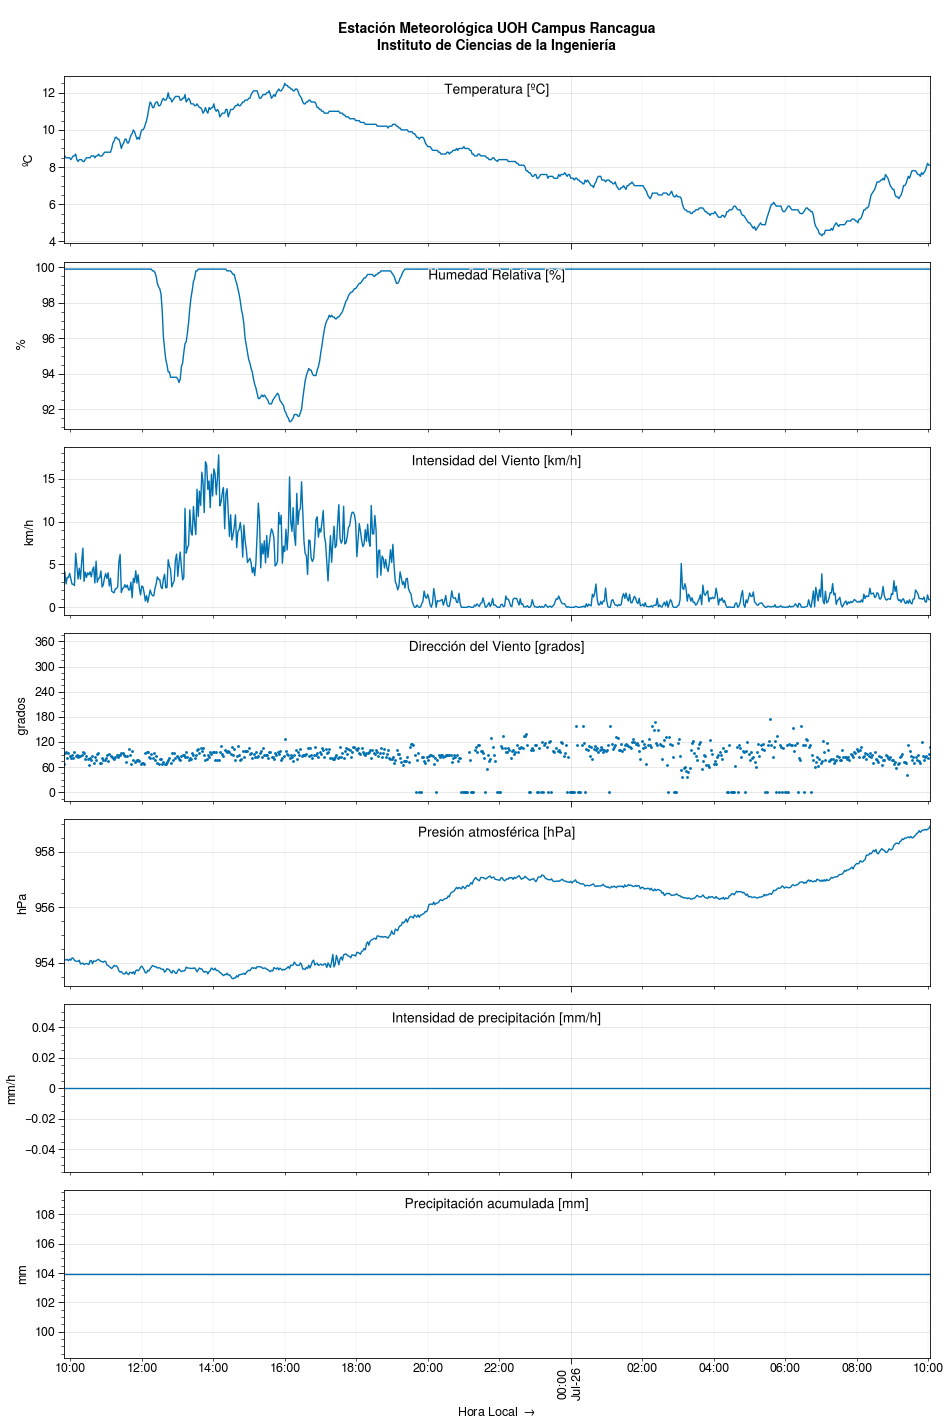 Estación Meteorológica UOH Campus Rancagua
Instituto de Ciencias de la Ingeniería
Temperatura [ºC]
ºC
12
10
8
6
4
Humedad Relativa [%]
%
100
98
96
94
92
Intensidad del Viento [km/h]
km/h
15
10
5
0
Dirección del Viento [grados]
grados
360
300
240
180
120
60
0
Presión atmosférica [hPa]
hPa
958
956
954
Intensidad de precipitación [mm/h]
mm/h
0.04
0.02
0
−0.02
−0.04
Precipitación acumulada [mm]
mm
108
106
104
102
100
10:00 12:00 14:00 16:00 18:00 20:00 22:00 00:00 02:00 04:00 06:00 08:00 10:00
Jul-26
Hora Local →